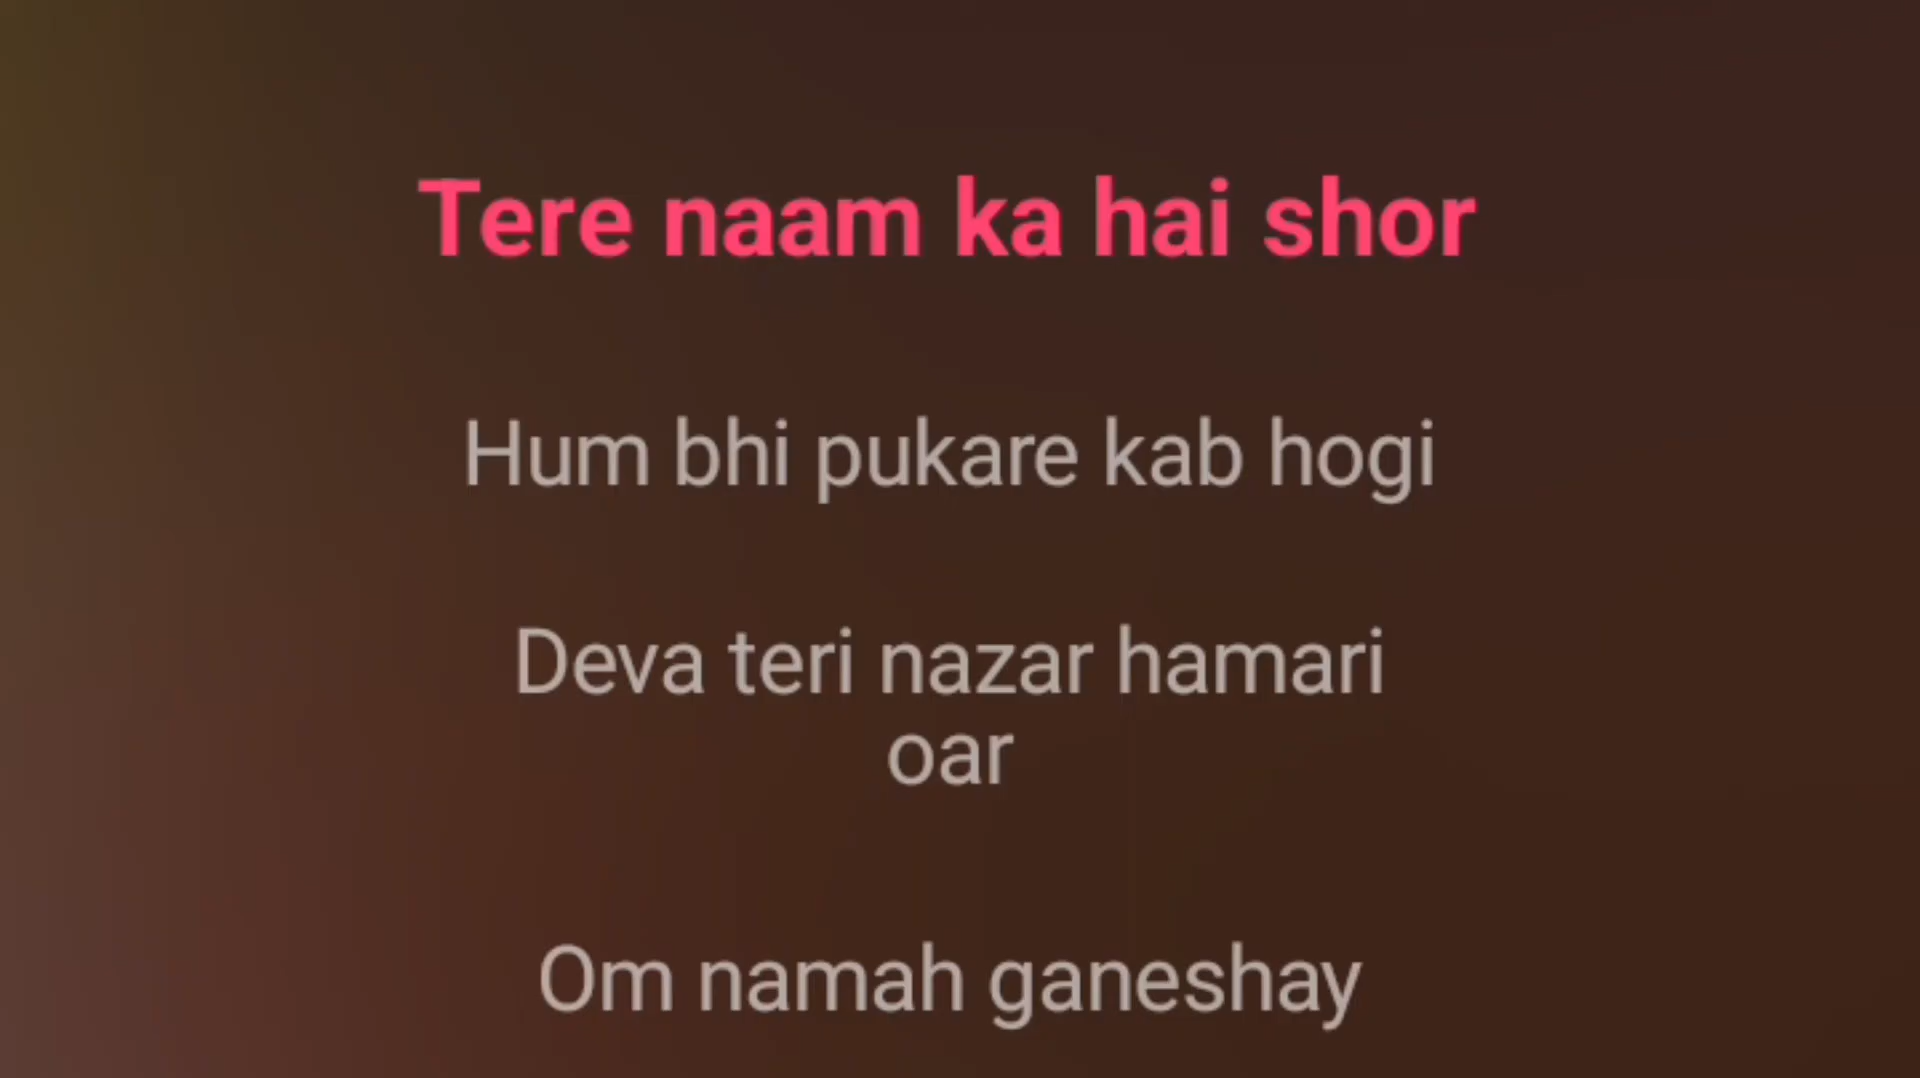 Tere naam ka hai shor
Hum bhi pukare kab hogi
Deva teri nazar hamari
oar
Om namah ganeshay